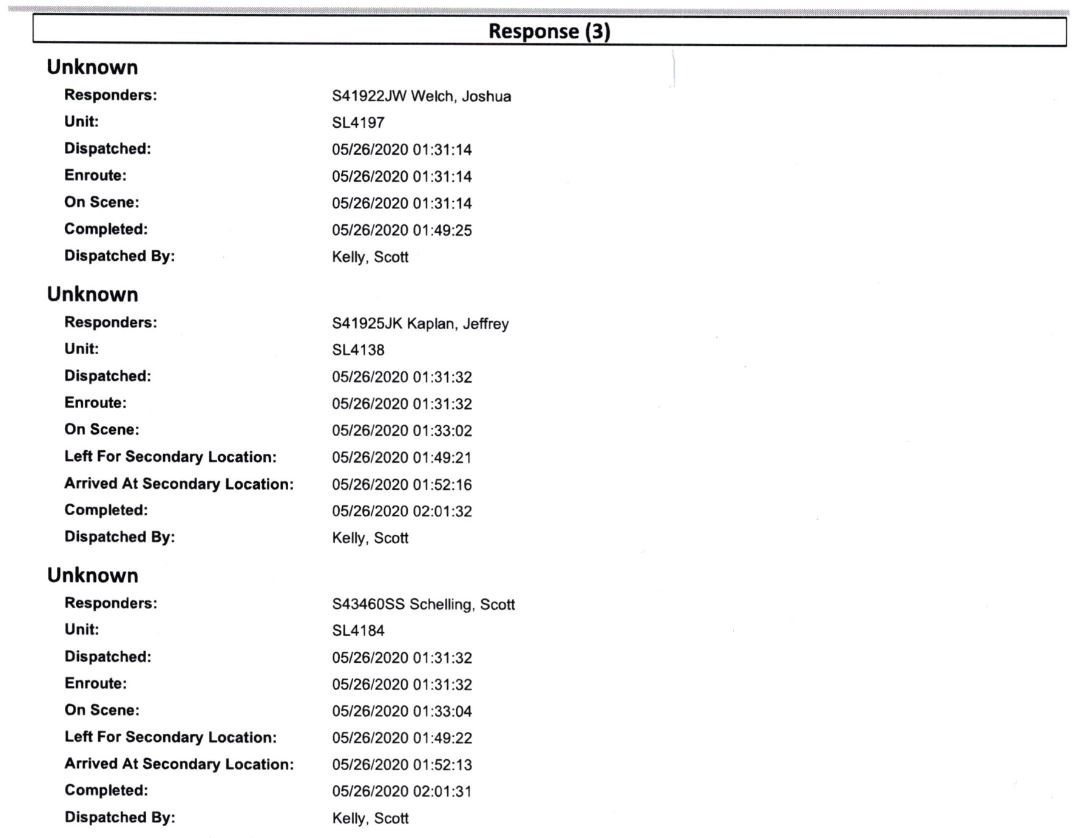 Response (3)
Unknown
Responders: S41922JW Welch, Joshua
Unit: SL4197
Dispatched: 05/26/2020 01:31:14
Enroute: 05/26/2020 01:31:14
On Scene: 05/26/2020 01:31:14
Completed: 05/26/2020 01:49:25
Dispatched By: Kelly, Scott
Unknown
Responders: S41925JK Kaplan, Jeffrey
Unit: SL4138
Dispatched: 05/26/2020 01:31:32
Enroute: 05/26/2020 01:31:32
On Scene: 05/26/2020 01:33:02
Left For Secondary Location: 05/26/2020 01:49:21
Arrived At Secondary Location: 05/26/2020 01:52:16
Completed: 05/26/2020 02:01:32
Dispatched By: Kelly, Scott
Unknown
Responders: S43460SS Schelling, Scott
Unit: SL4184
Dispatched: 05/26/2020 01:31:32
Enroute: 05/26/2020 01:31:32
On Scene: 05/26/2020 01:33:04
Left For Secondary Location: 05/26/2020 01:49:22
Arrived At Secondary Location: 05/26/2020 01:52:13
Completed: 05/26/2020 02:01:31
Dispatched By: Kelly, Scott